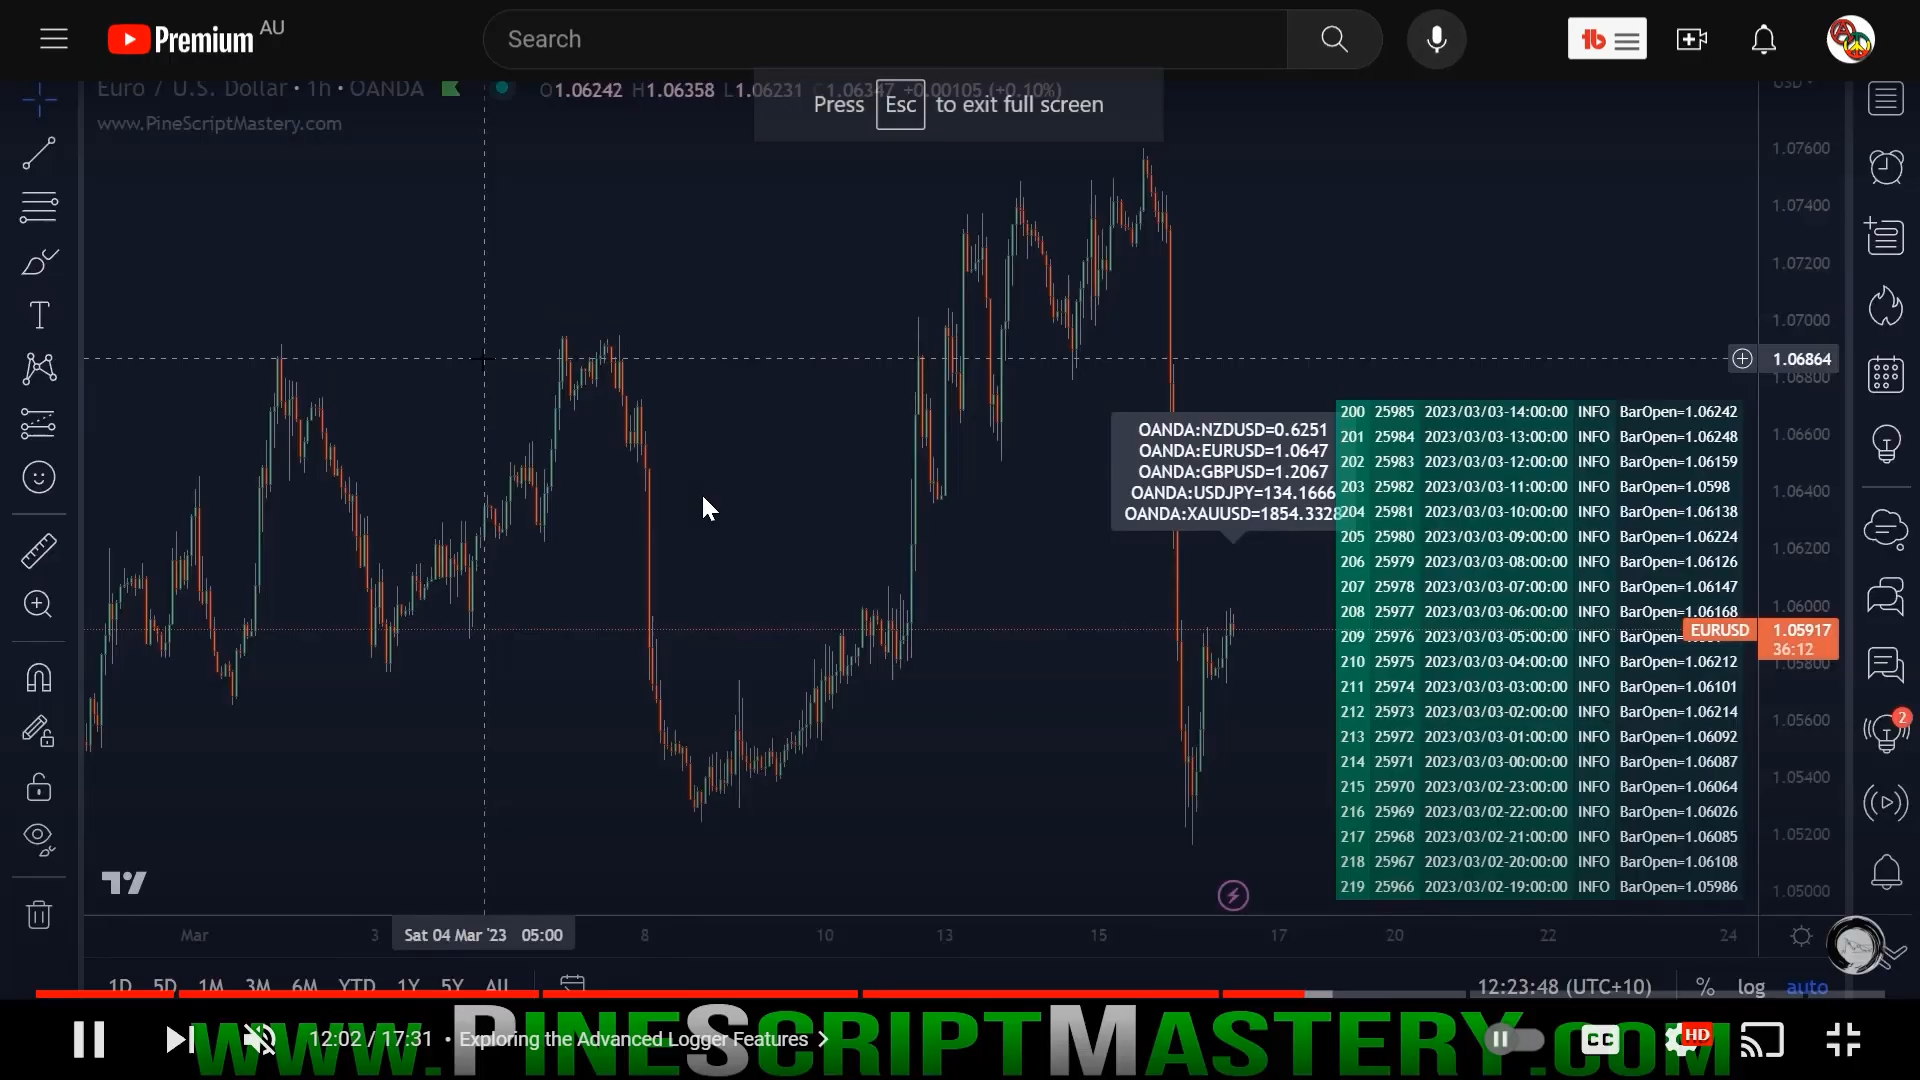 Premium AU
Search
Euro / U.S. Dollar • 1h • OANDA
O1.06242 H1.06358 L1.06231 C1.06347 +0.00105 (+0.10%)
Press Esc to exit full screen
www.PineScriptMastery.com
USD
1.07600
1.07400
1.07200
1.07000
1.06864
1.06800
1.06600
1.06400
1.06200
1.06000
EURUSD 1.05917
36:12
1.05800
1.05600
1.05400
1.05200
1.05000
OANDA:NZDUSD=0.6251
OANDA:EURUSD=1.0647
OANDA:GBPUSD=1.2067
OANDA:USDJPY=134.1666
OANDA:XAUUSD=1854.3328
200 25985 2023/03/03-14:00:00 INFO BarOpen=1.06242
201 25984 2023/03/03-13:00:00 INFO BarOpen=1.06248
202 25983 2023/03/03-12:00:00 INFO BarOpen=1.06159
203 25982 2023/03/03-11:00:00 INFO BarOpen=1.0598
204 25981 2023/03/03-10:00:00 INFO BarOpen=1.06138
205 25980 2023/03/03-09:00:00 INFO BarOpen=1.06224
206 25979 2023/03/03-08:00:00 INFO BarOpen=1.06126
207 25978 2023/03/03-07:00:00 INFO BarOpen=1.06147
208 25977 2023/03/03-06:00:00 INFO BarOpen=1.06168
209 25976 2023/03/03-05:00:00 INFO
210 25975 2023/03/03-04:00:00 INFO BarOpen=1.06212
211 25974 2023/03/03-03:00:00 INFO BarOpen=1.06101
212 25973 2023/03/03-02:00:00 INFO BarOpen=1.06214
213 25972 2023/03/03-01:00:00 INFO BarOpen=1.06092
214 25971 2023/03/03-00:00:00 INFO BarOpen=1.06087
215 25970 2023/03/02-23:00:00 INFO BarOpen=1.06064
216 25969 2023/03/02-22:00:00 INFO BarOpen=1.06026
217 25968 2023/03/02-21:00:00 INFO BarOpen=1.06085
218 25967 2023/03/02-20:00:00 INFO BarOpen=1.06108
219 25966 2023/03/02-19:00:00 INFO BarOpen=1.05986
2
Mar 3 Sat 04 Mar '23 05:00 8 10 13 15 17 20 22 24
1D 5D 1M 3M 6M YTD 1Y 5Y All
12:23:48 (UTC+10) % log auto
www.PineScriptMastery.com
12:02 / 17:31 • Exploring the Advanced Logger Features
CC HD